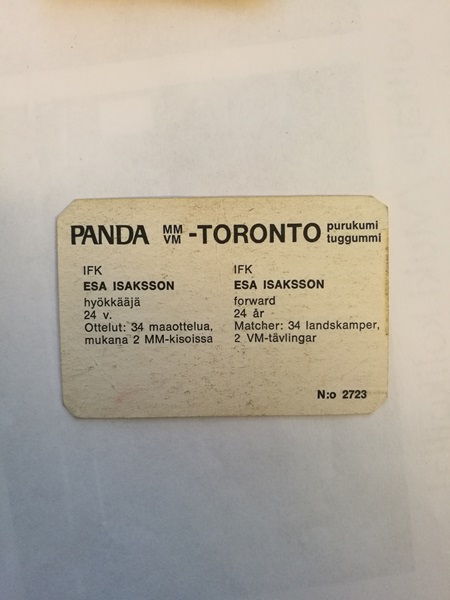 PANDA MM VM -TORONTO purukumi tuggummi
IFK
ESA ISAKSSON
hyökkääjä
24 v.
Ottelut: 34 maaottelua,
mukana 2 MM-kisoissa
IFK
ESA ISAKSSON
forward
24 år
Matcher: 34 landskamper,
2 VM-tävlingar
N:o 2723